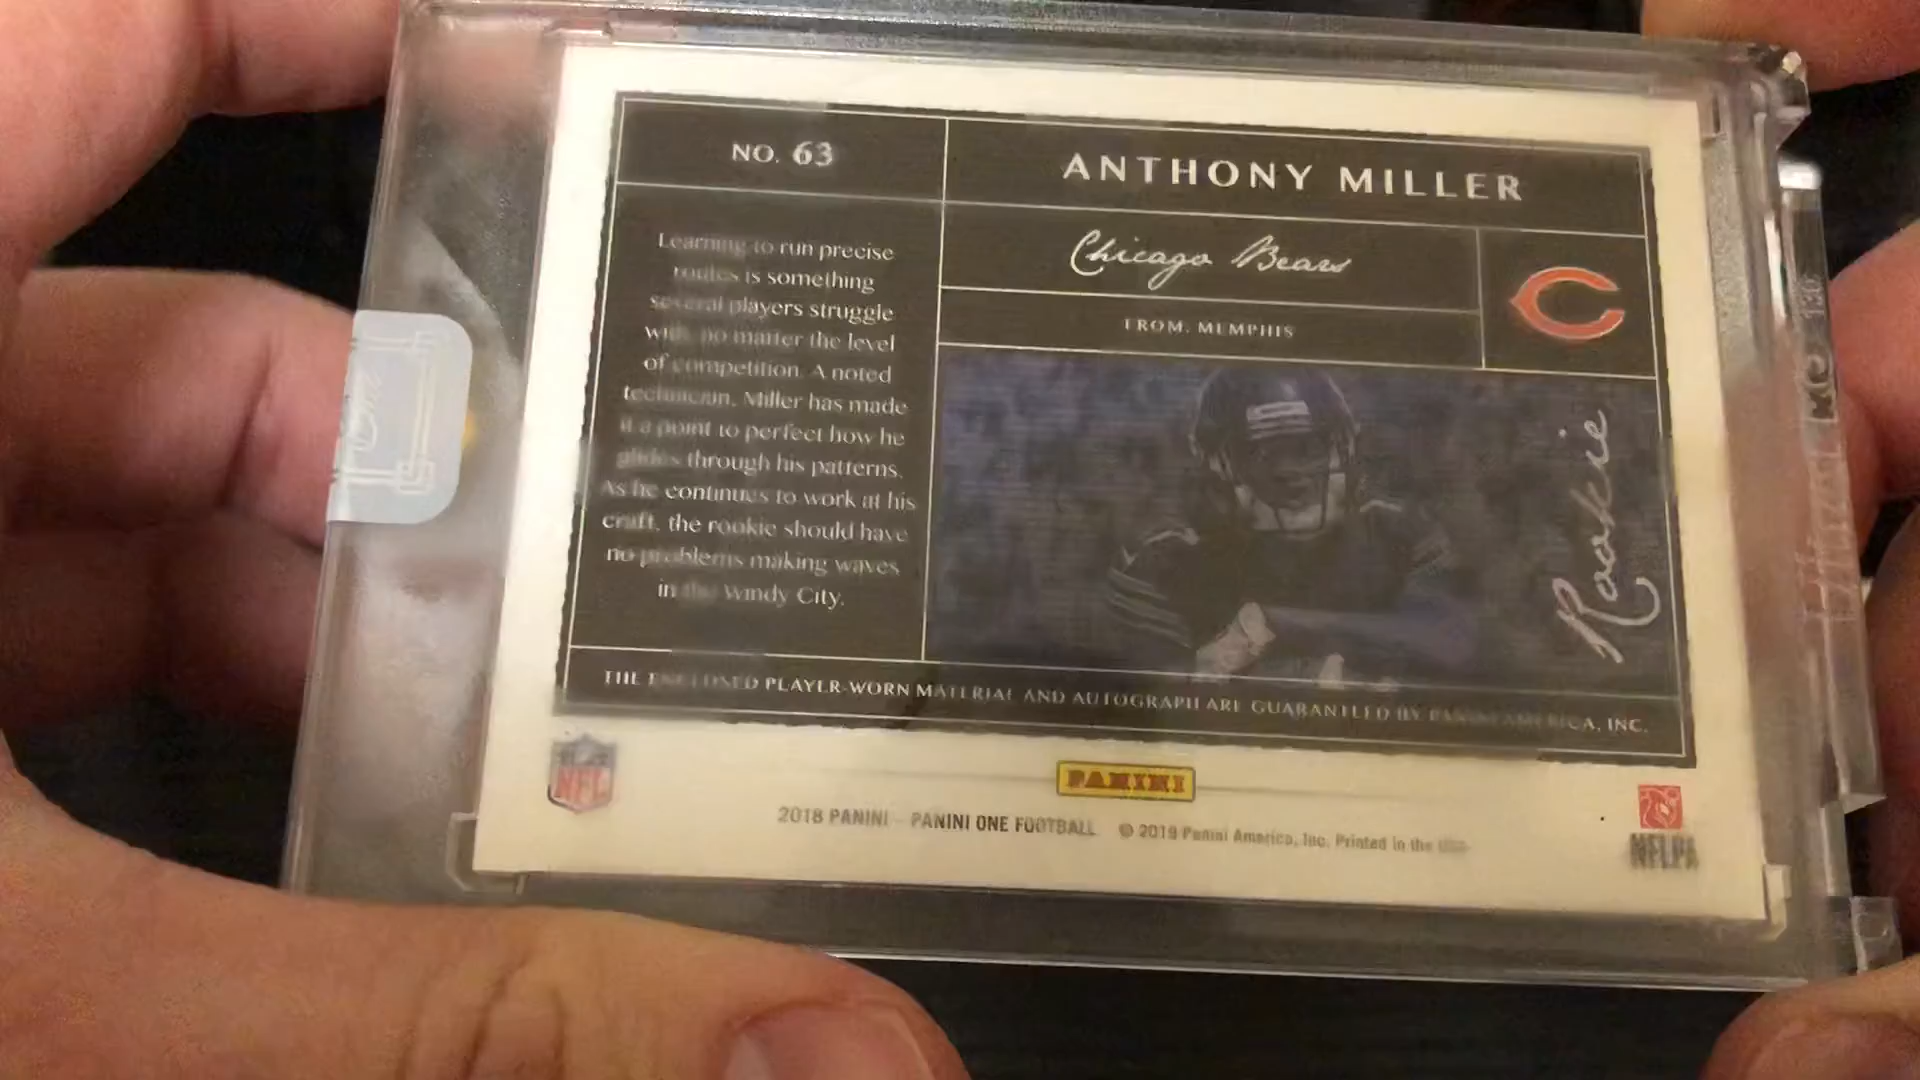 NO. 63
ANTHONY MILLER
Chicago Bears
FROM. MEMPHIS
Learning to run precise
routes is something
several players struggle
with no matter the level
of competition. A noted
technician, Miller has made
it a point to perfect how he
glides through his patterns.
As he continues to work at his
craft, the rookie should have
no problems making waves
in the Windy City.
Rookie
THE ENCLOSED PLAYER-WORN MATERIAL AND AUTOGRAPH ARE GUARANTEED BY PANINI AMERICA, INC.
NFL
PANINI
2018 PANINI - PANINI ONE FOOTBALL © 2019 Panini America, Inc. Printed in the USA
NFLPA